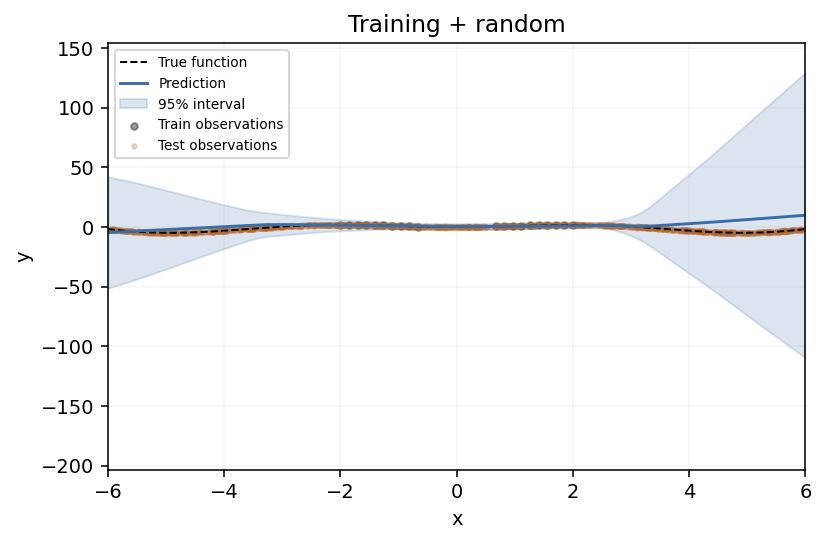 Training + random
150
100
50
0
−50
−100
−150
−200
y
True function
Prediction
95% interval
Train observations
Test observations
−6 −4 −2 0 2 4 6
x